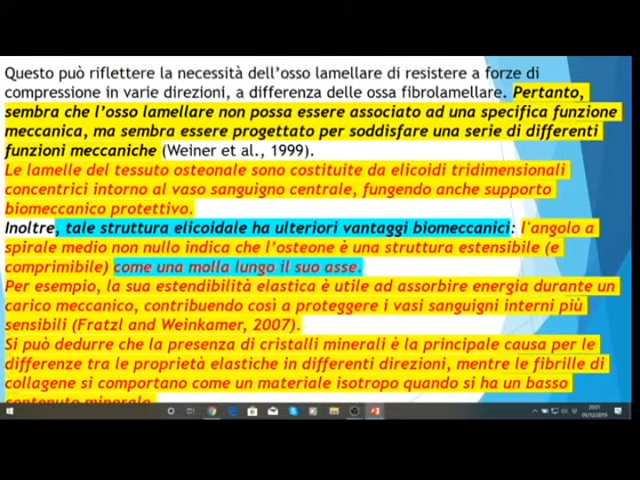 Questo può riflettere la necessità dell'osso lamellare di resistere a forze di
compressione in varie direzioni, a differenza delle ossa fibrolamellare. Pertanto,
sembra che l'osso lamellare non possa essere associato ad una specifica funzione
meccanica, ma sembra essere progettato per soddisfare una serie di differenti
funzioni meccaniche (Weiner et al., 1999).
Le lamelle del tessuto osteonale sono costituite da elicoidi tridimensionali
concentrici intorno al vaso sanguigno centrale, fungendo anche supporto
biomeccanico protettivo.
Inoltre, tale struttura elicoidale ha ulteriori vantaggi biomeccanici: l'angolo a
spirale medio non nullo indica che l'osteone è una struttura estensibile (e
comprimibile) come una molla lungo il suo asse.
Per esempio, la sua estendibilità elastica è utile ad assorbire energia durante un
carico meccanico, contribuendo così a proteggere i vasi sanguigni interni più
sensibili (Fratzl and Weinkamer, 2007).
Si può dedurre che la presenza di cristalli minerali è la principale causa per le
differenze tra le proprietà elastiche in differenti direzioni, mentre le fibrille di
collagene si comportano come un materiale isotropo quando si ha un basso
contenuto minerale.